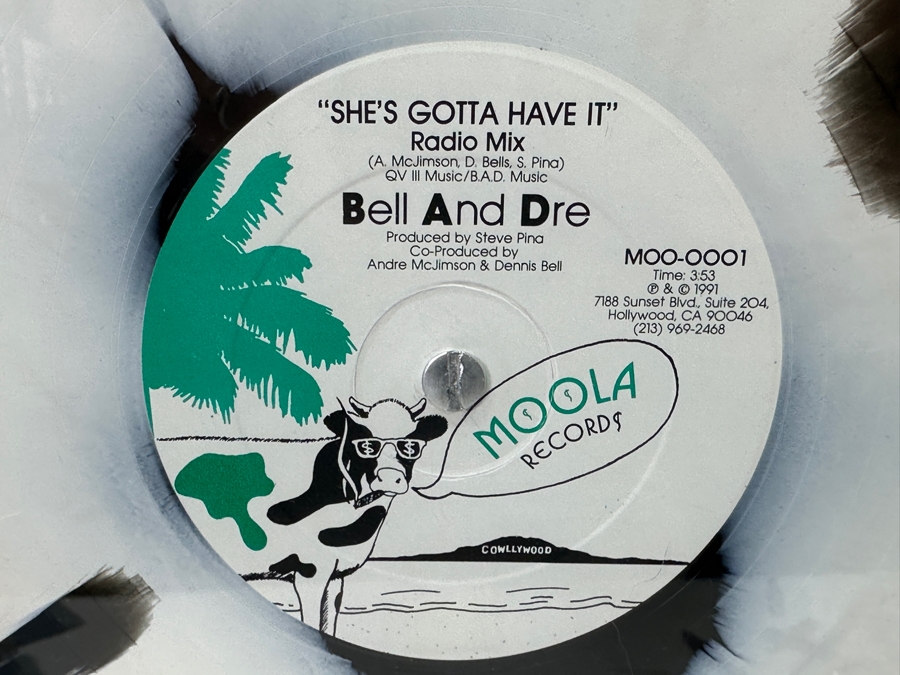 "SHE'S GOTTA HAVE IT"
Radio Mix
(A. McJimson, D. Bells, S. Pina)
QV III Music/B.A.D. Music
Bell And Dre
Produced by Steve Pina
Co-Produced by
Andre McJimson & Dennis Bell
MOO-0001
Time: 3:53
℗ & © 1991
7188 Sunset Blvd., Suite 204,
Hollywood, CA 90046
(213) 969-2468
MOOLA
RECORD$
$ $
COWLLYWOOD